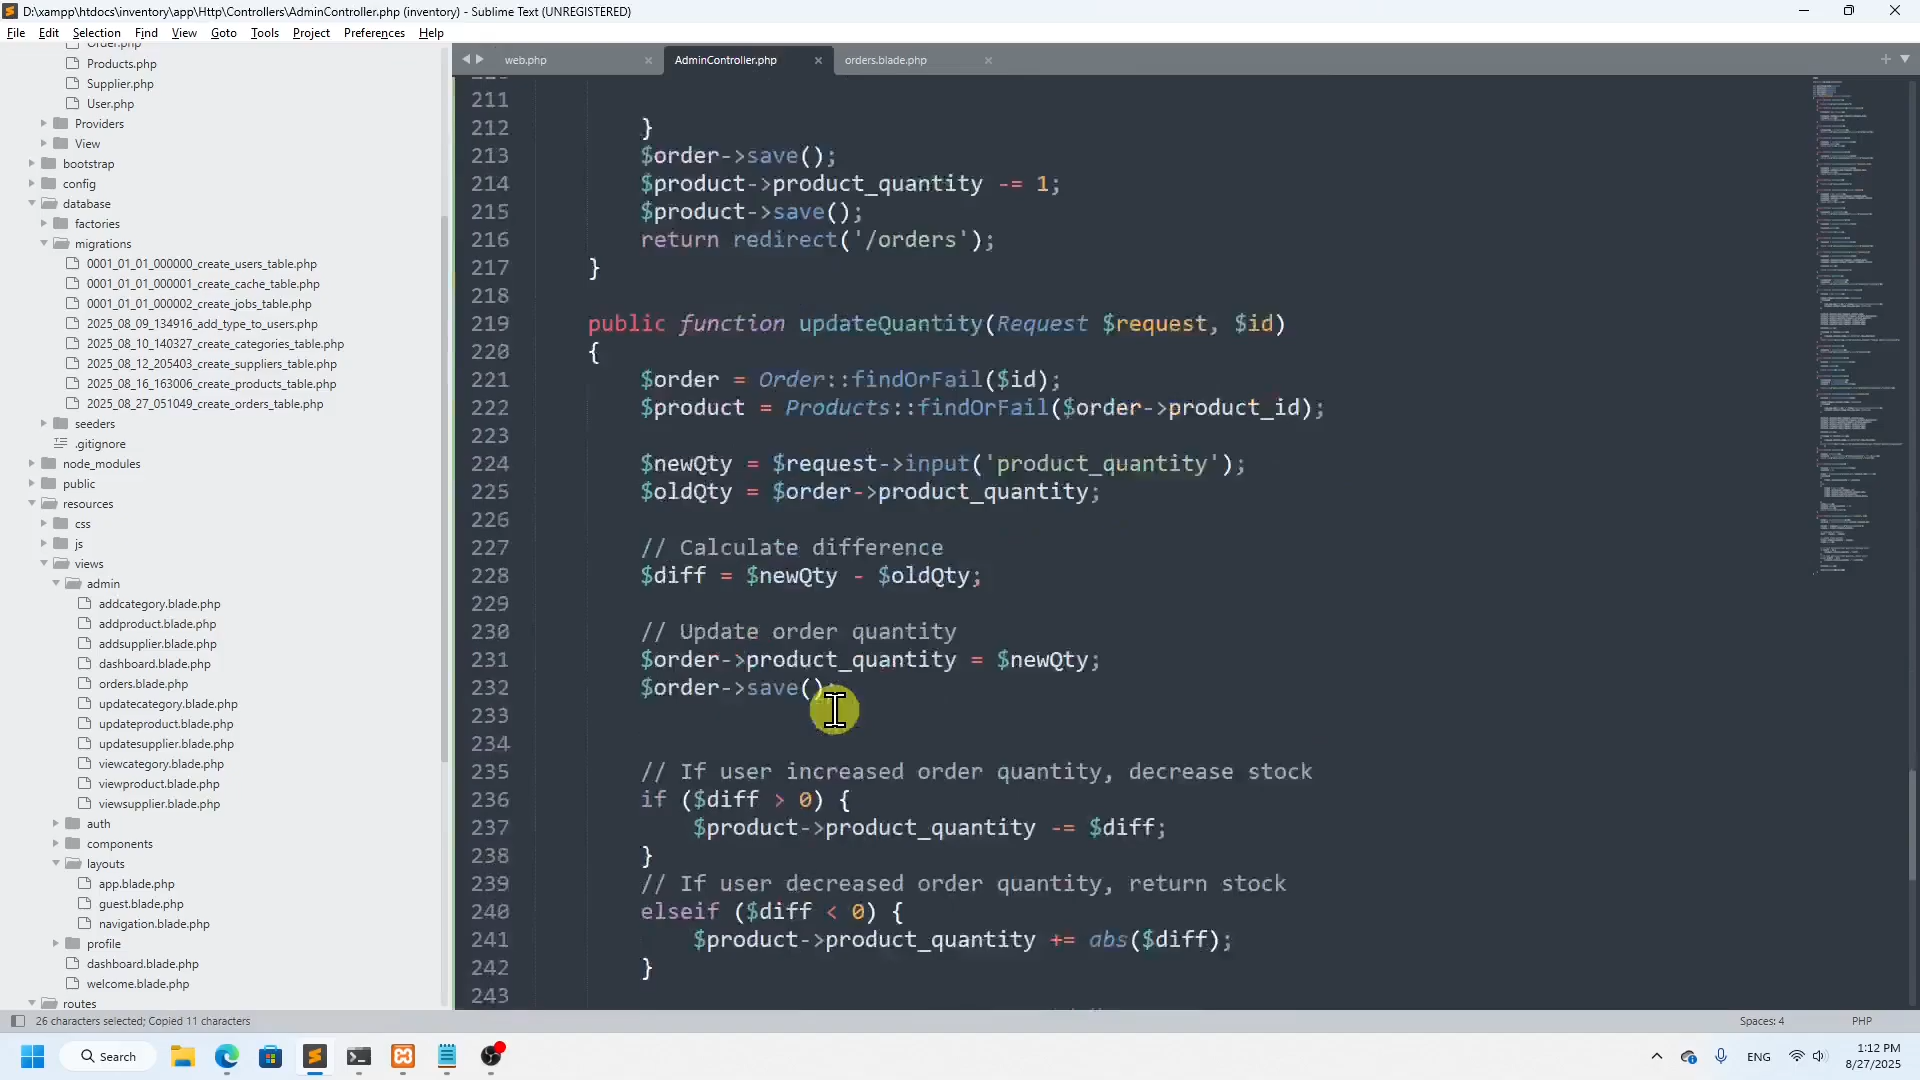 D:\xampp\htdocs\inventory\app\Http\Controllers\AdminController.php (inventory) - Sublime Text (UNREGISTERED)
File Edit Selection Find View Goto Tools Project Preferences Help
Order.php
Products.php
Supplier.php
User.php
Providers
View
bootstrap
config
database
factories
migrations
0001_01_01_000000_create_users_table.php
0001_01_01_000001_create_cache_table.php
0001_01_01_000002_create_jobs_table.php
2025_08_09_134916_add_type_to_users.php
2025_08_10_140327_create_categories_table.php
2025_08_12_205403_create_suppliers_table.php
2025_08_16_163006_create_products_table.php
2025_08_27_051049_create_orders_table.php
seeders
.gitignore
node_modules
public
resources
css
js
views
admin
addcategory.blade.php
addproduct.blade.php
addsupplier.blade.php
dashboard.blade.php
orders.blade.php
updatecategory.blade.php
updateproduct.blade.php
updatesupplier.blade.php
viewcategory.blade.php
viewproduct.blade.php
viewsupplier.blade.php
auth
components
layouts
app.blade.php
guest.blade.php
navigation.blade.php
profile
dashboard.blade.php
welcome.blade.php
routes
web.php AdminController.php orders.blade.php
211
212 }
213 $order->save();
214 $product->product_quantity -= 1;
215 $product->save();
216 return redirect('/orders');
217 }
218
219 public function updateQuantity(Request $request, $id)
220 {
221 $order = Order::findOrFail($id);
222 $product = Products::findOrFail($order->product_id);
223
224 $newQty = $request->input('product_quantity');
225 $oldQty = $order->product_quantity;
226
227 // Calculate difference
228 $diff = $newQty - $oldQty;
229
230 // Update order quantity
231 $order->product_quantity = $newQty;
232 $order->save();
233
234
235 // If user increased order quantity, decrease stock
236 if ($diff > 0) {
237 $product->product_quantity -= $diff;
238 }
239 // If user decreased order quantity, return stock
240 elseif ($diff < 0) {
241 $product->product_quantity += abs($diff);
242 }
243
26 characters selected; Copied 11 characters
Spaces: 4 PHP
Search
ENG
1:12 PM
8/27/2025